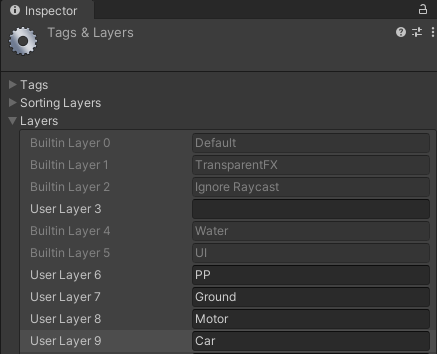 Inspector
Tags & Layers
Tags
Sorting Layers
Layers
Builtin Layer 0 Default
Builtin Layer 1 TransparentFX
Builtin Layer 2 Ignore Raycast
User Layer 3
Builtin Layer 4 Water
Builtin Layer 5 UI
User Layer 6 PP
User Layer 7 Ground
User Layer 8 Motor
User Layer 9 Car